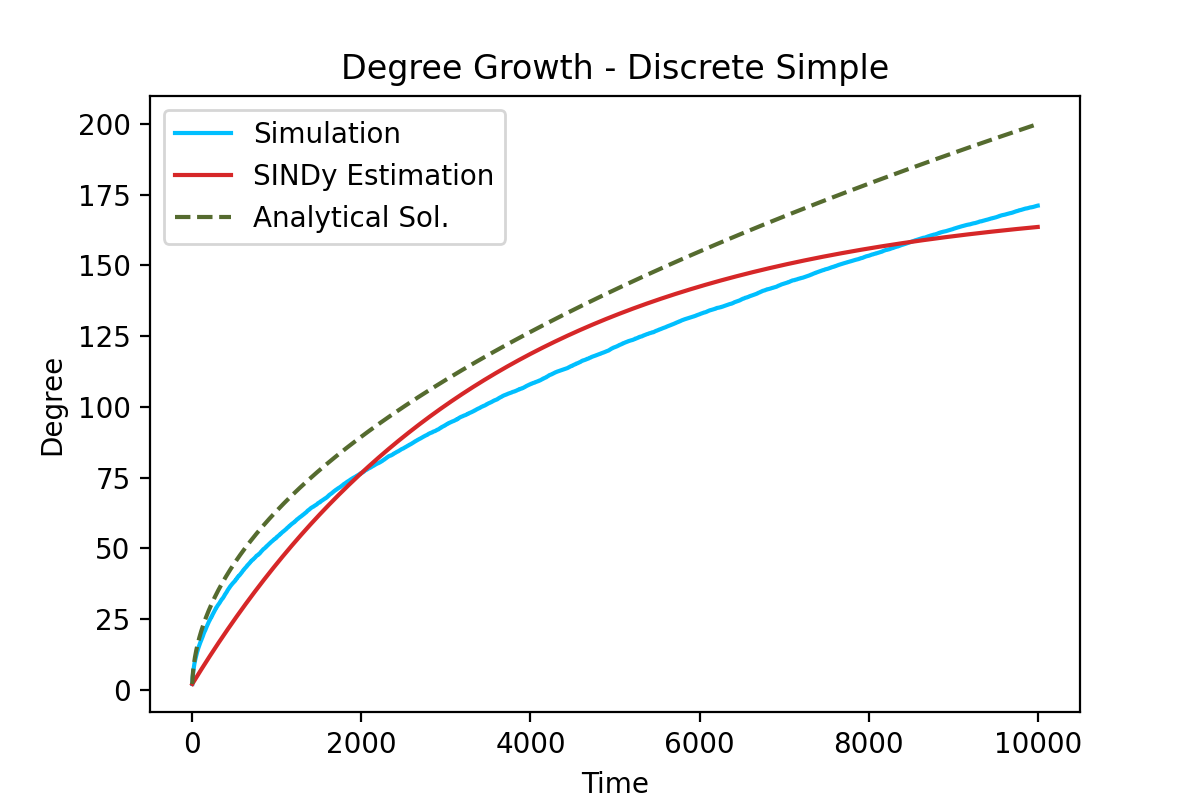 Degree Growth - Discrete Simple
Simulation
SINDy Estimation
Analytical Sol.
200
175
150
125
100
75
50
25
0
Degree
0 2000 4000 6000 8000 10000
Time